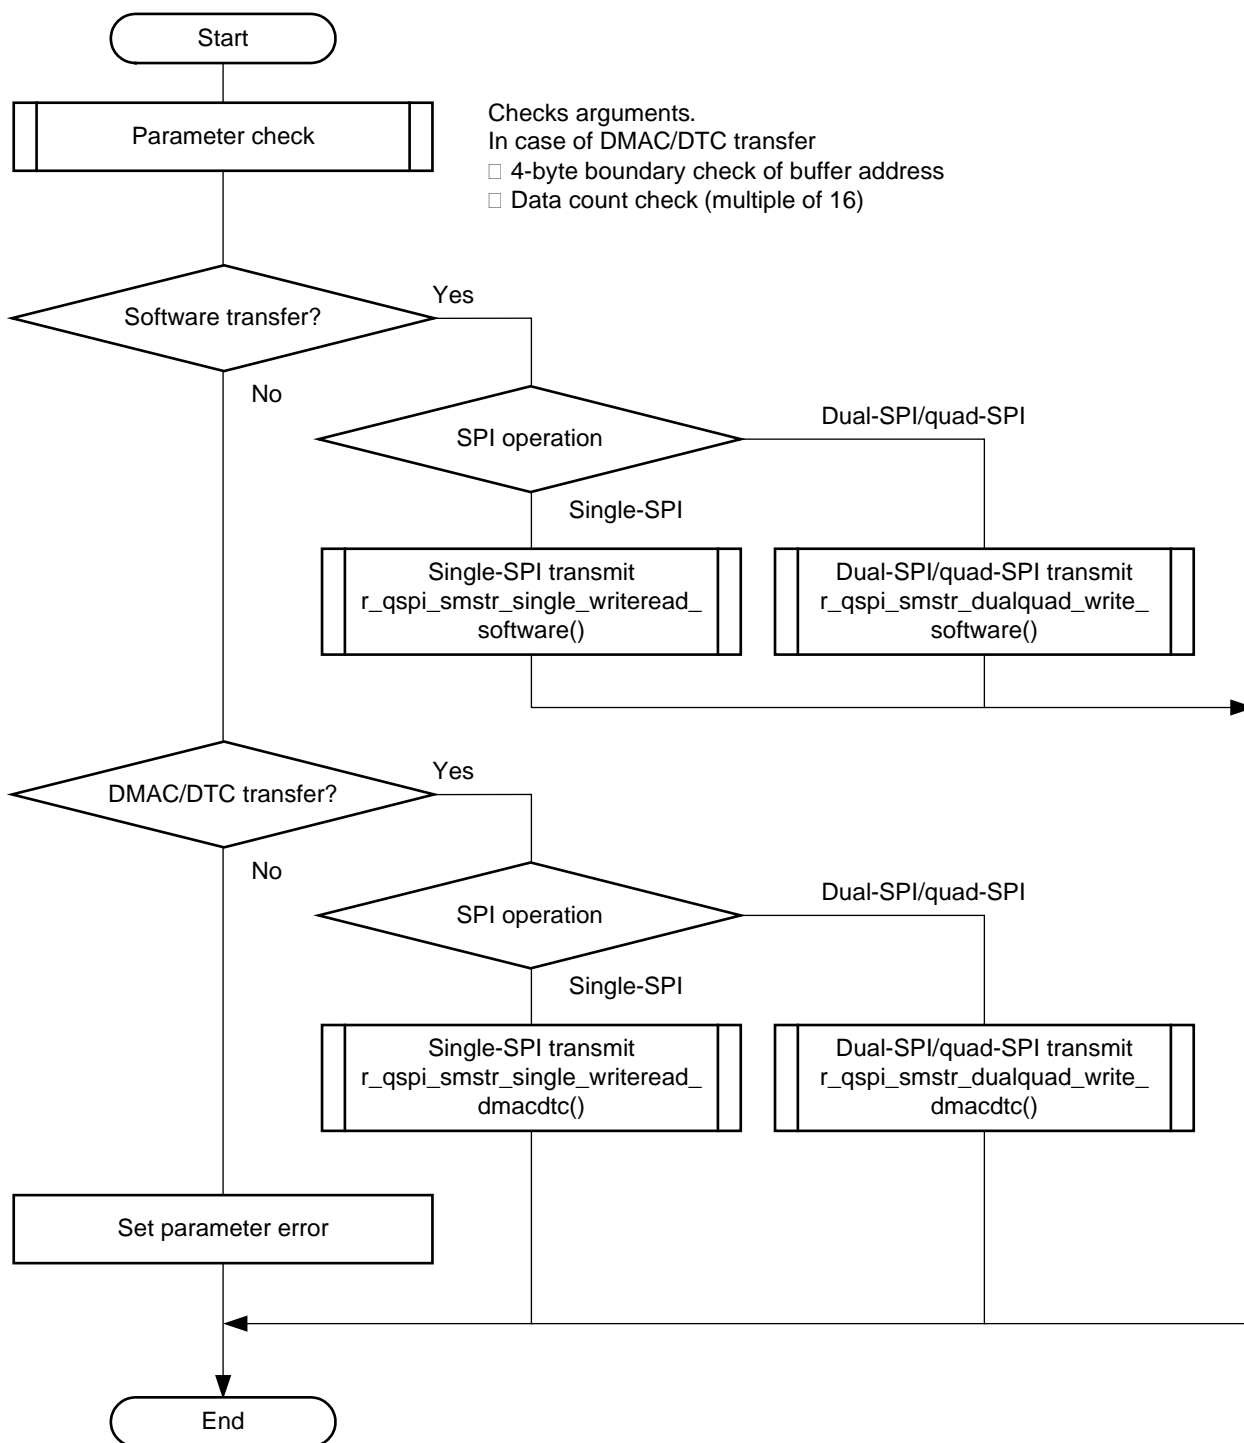 Start
Parameter check
Checks arguments.
In case of DMAC/DTC transfer
□ 4-byte boundary check of buffer address
□ Data count check (multiple of 16)
Software transfer?
Yes
No
SPI operation
Dual-SPI/quad-SPI
Single-SPI
Single-SPI transmit
r_qspi_smstr_single_writeread_
software()
Dual-SPI/quad-SPI transmit
r_qspi_smstr_dualquad_write_
software()
DMAC/DTC transfer?
Yes
No
SPI operation
Dual-SPI/quad-SPI
Single-SPI
Single-SPI transmit
r_qspi_smstr_single_writeread_
dmacdtc()
Dual-SPI/quad-SPI transmit
r_qspi_smstr_dualquad_write_
dmacdtc()
Set parameter error
End